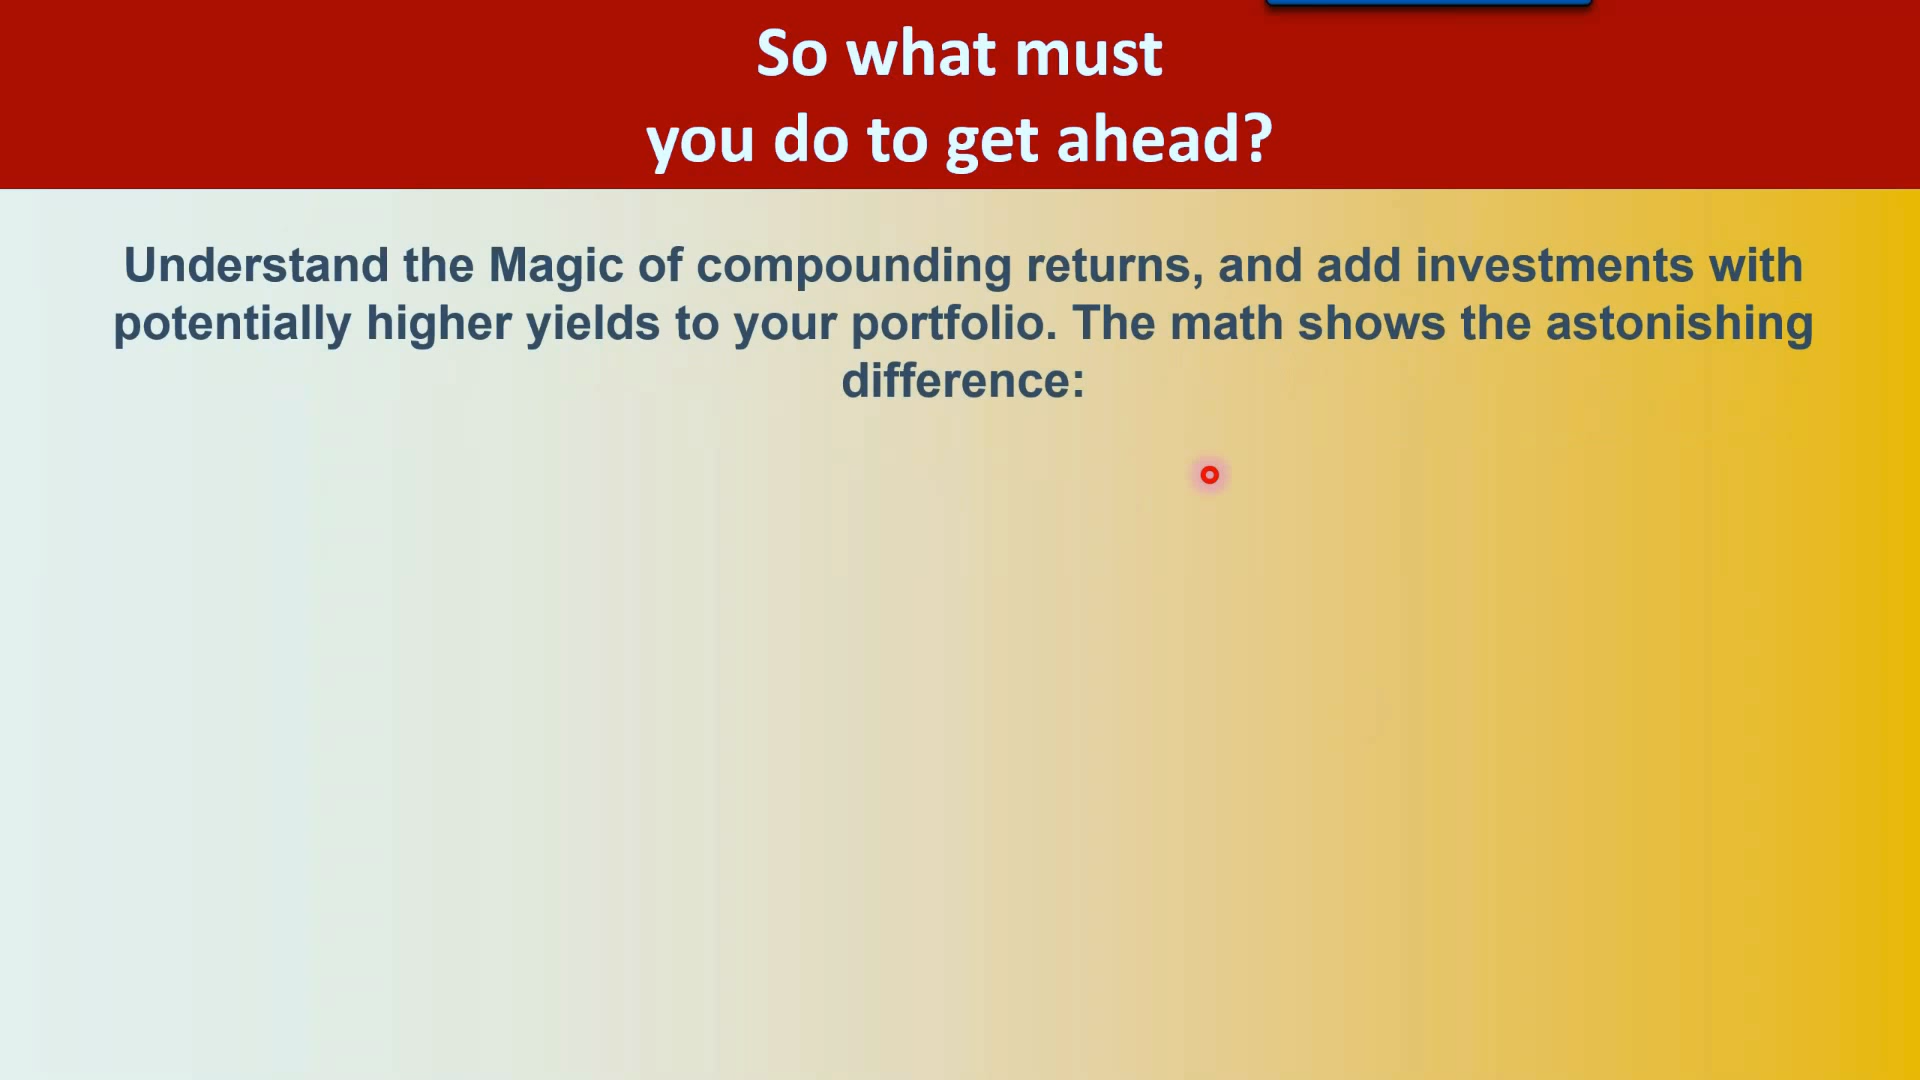 So what must
you do to get ahead?
Understand the Magic of compounding returns, and add investments with
potentially higher yields to your portfolio. The math shows the astonishing
difference: